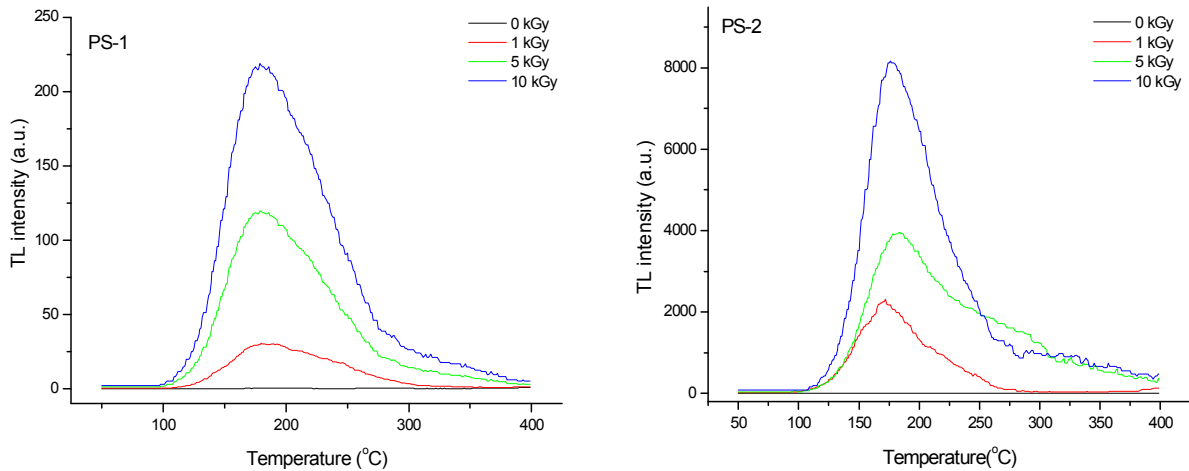 PS-1
0 kGy
1 kGy
5 kGy
10 kGy
TL intensity (a.u.)
250
200
150
100
50
0
100
200
300
400
Temperature (°C)
PS-2
0 kGy
1 kGy
5 kGy
10 kGy
TL intensity (a.u.)
8000
6000
4000
2000
0
50
100
150
200
250
300
350
400
Temperature(°C)